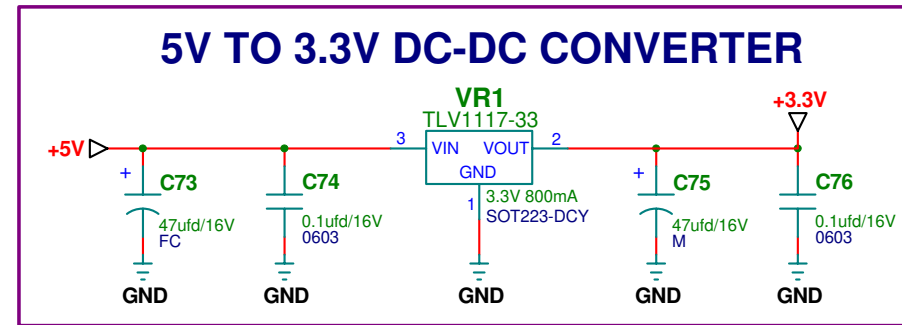 5V TO 3.3V DC-DC CONVERTER
VR1
TLV1117-33
+3.3V
+5V
3
VIN
VOUT
2
GND
1
3.3V 800mA
SOT223-DCY
+
C73
47ufd/16V
FC
C74
0.1ufd/16V
0603
+
C75
47ufd/16V
M
C76
0.1ufd/16V
0603
GND
GND
GND
GND
GND